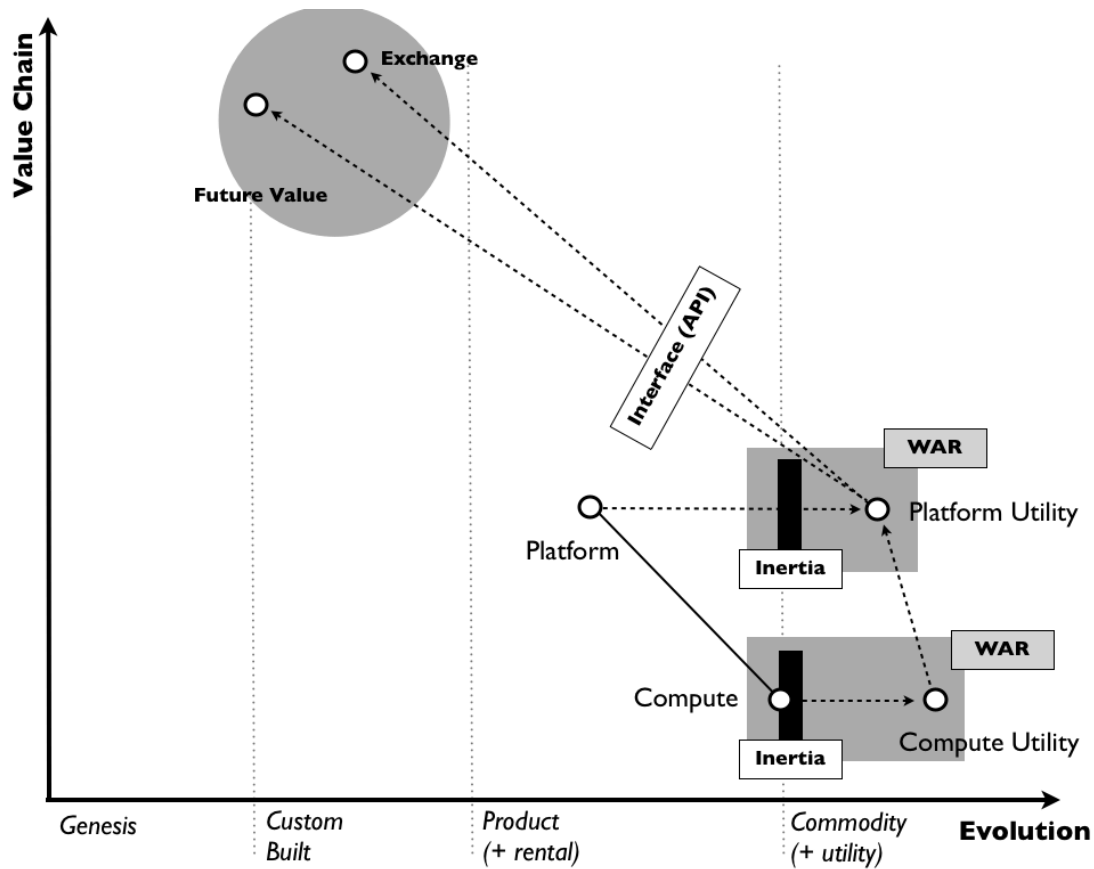 Value Chain
Exchange
Future Value
Interface (API)
WAR
Platform Utility
Platform
Inertia
WAR
Compute
Compute Utility
Inertia
Genesis
Custom
Built
Product
(+ rental)
Commodity
(+ utility)
Evolution